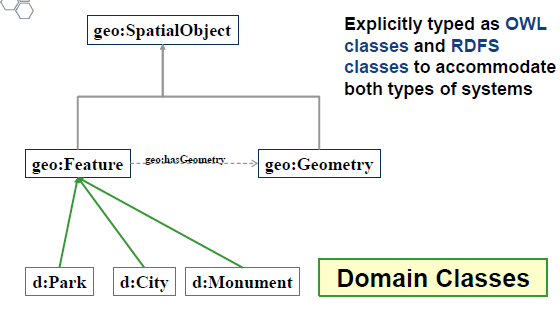 geo:SpatialObject
Explicitly typed as OWL
classes and RDFS
classes to accommodate
both types of systems
geo:Feature
geo:hasGeometry
geo:Geometry
d:Park
d:City
d:Monument
Domain Classes